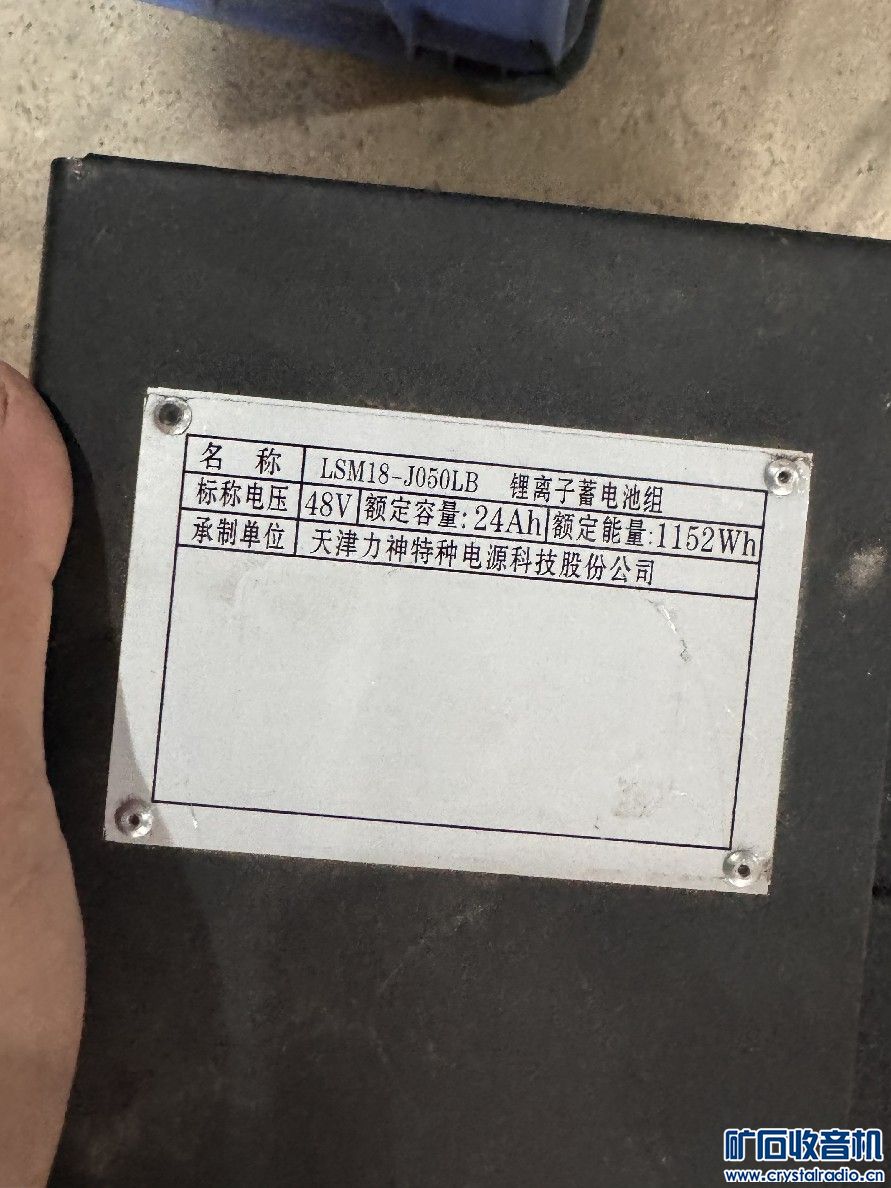 名 称 LSM18-J050LB 锂离子蓄电池组
标称电压 48V 额定容量:24Ah 额定能量:1152Wh
承制单位 天津力神特种电源科技股份公司
矿石收音机
www.crystalradio.cn